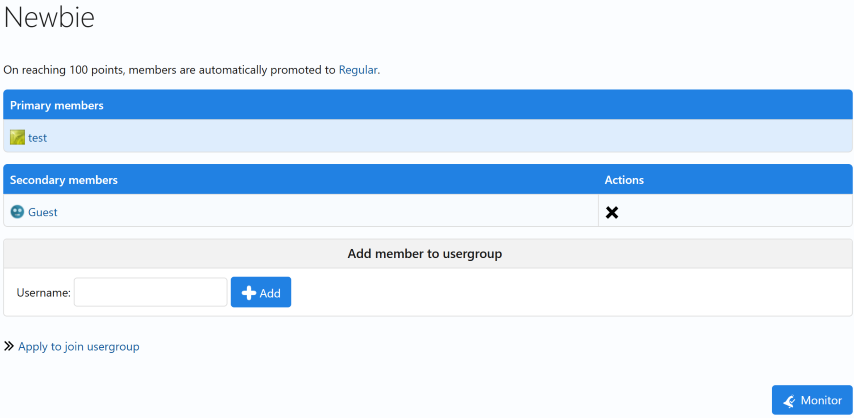 Newbie
On reaching 100 points, members are automatically promoted to Regular.
Primary members
test
Secondary members Actions
Guest
Add member to usergroup
Username: Add
Apply to join usergroup
Monitor